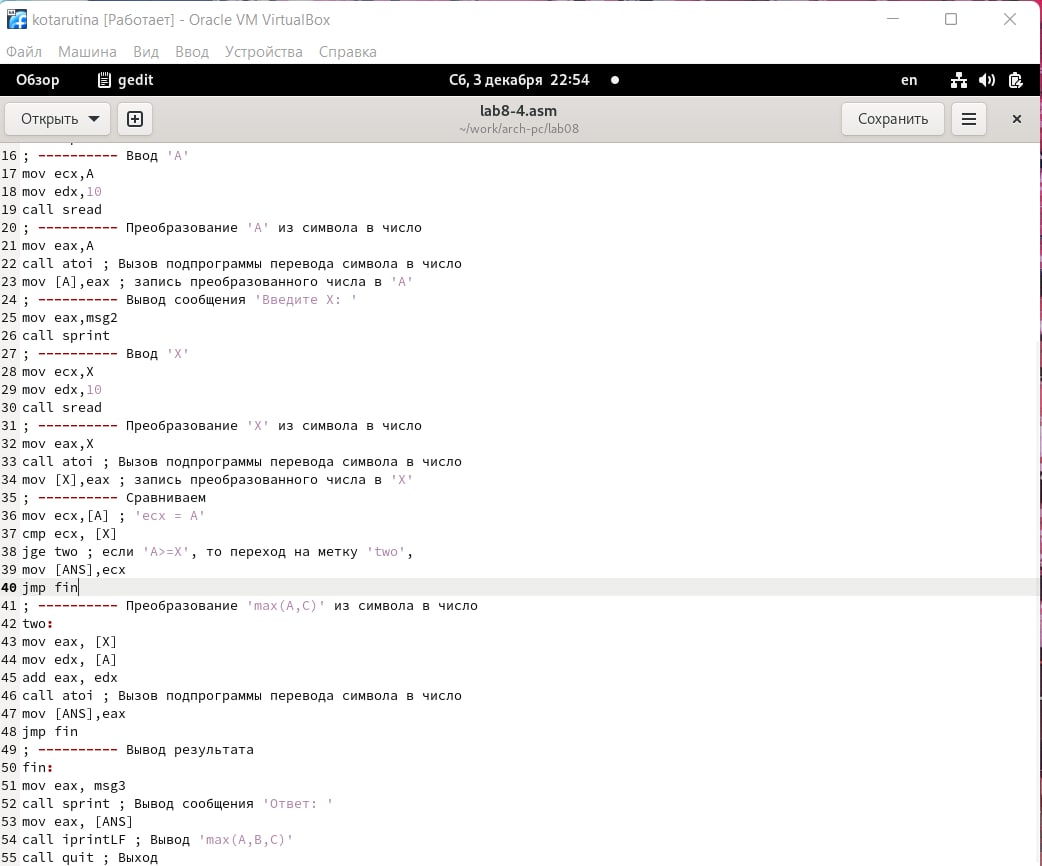 kotarutina [Работает] - Oracle VM VirtualBox
Файл Машина Вид Ввод Устройства Справка
Обзор gedit Сб, 3 декабря 22:54 en
Открыть lab8-4.asm Сохранить
~/work/arch-pc/lab08
16 ; ---------- Ввод 'A'
17 mov ecx,A
18 mov edx,10
19 call sread
20 ; ---------- Преобразование 'A' из символа в число
21 mov eax,A
22 call atoi ; Вызов подпрограммы перевода символа в число
23 mov [A],eax ; запись преобразованного числа в 'A'
24 ; ---------- Вывод сообщения 'Введите X: '
25 mov eax,msg2
26 call sprint
27 ; ---------- Ввод 'X'
28 mov ecx,X
29 mov edx,10
30 call sread
31 ; ---------- Преобразование 'X' из символа в число
32 mov eax,X
33 call atoi ; Вызов подпрограммы перевода символа в число
34 mov [X],eax ; запись преобразованного числа в 'X'
35 ; ---------- Сравниваем
36 mov ecx,[A] ; 'ecx = A'
37 cmp ecx, [X]
38 jge two ; если 'A>=X', то переход на метку 'two',
39 mov [ANS],ecx
40 jmp fin
41 ; ---------- Преобразование 'max(A,C)' из символа в число
42 two:
43 mov eax, [X]
44 mov edx, [A]
45 add eax, edx
46 call atoi ; Вызов подпрограммы перевода символа в число
47 mov [ANS],eax
48 jmp fin
49 ; ---------- Вывод результата
50 fin:
51 mov eax, msg3
52 call sprint ; Вывод сообщения 'Ответ: '
53 mov eax, [ANS]
54 call iprintLF ; Вывод 'max(A,B,C)'
55 call quit ; Выход